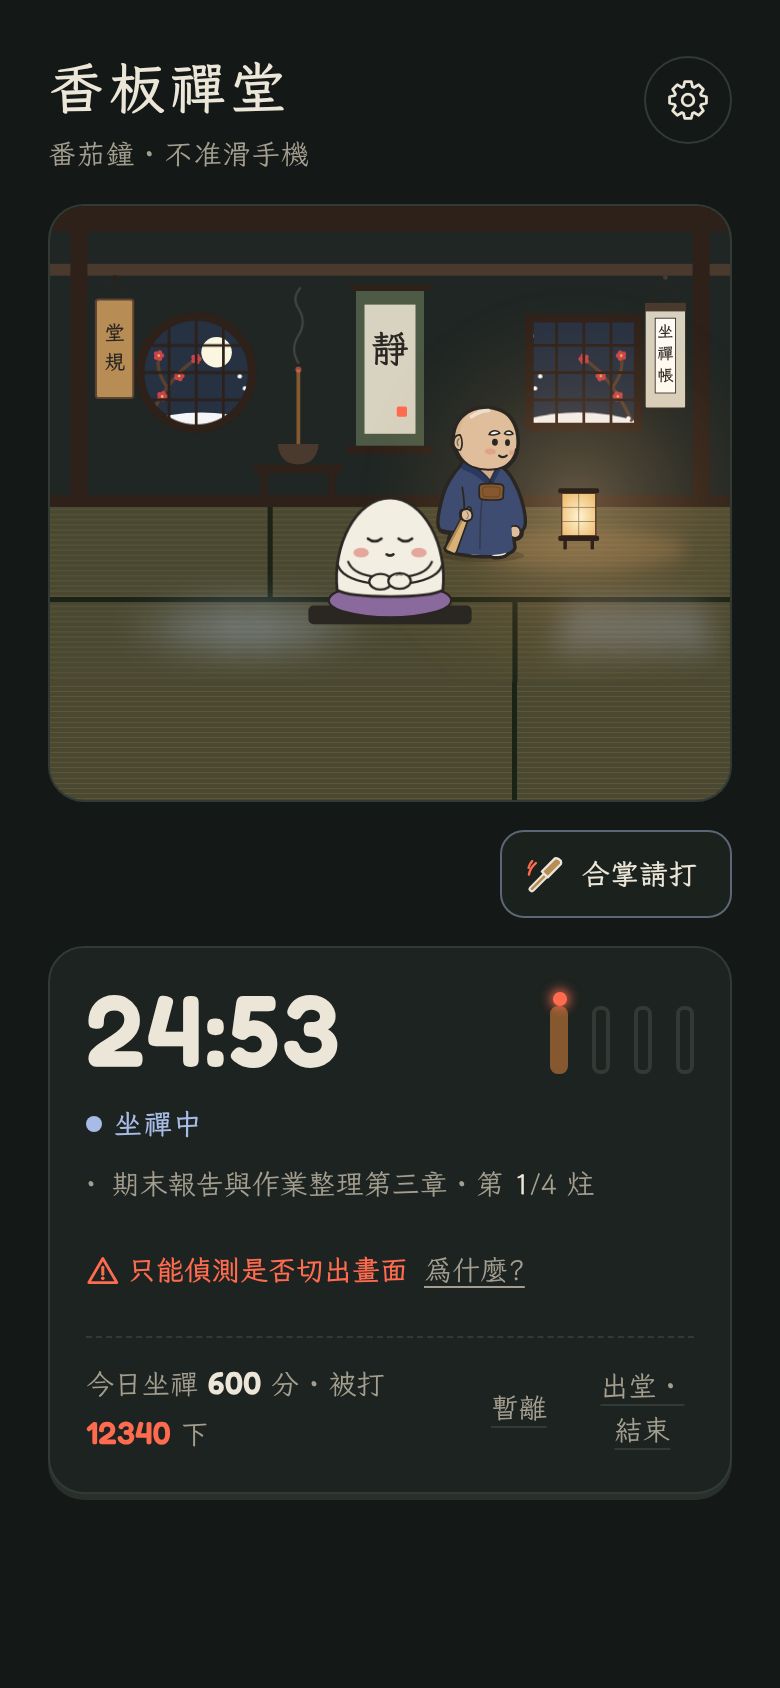 香板禪堂
番茄鐘・不准滑手機
堂規
靜
坐禪帳
合掌請打
24:53
坐禪中
・ 期末報告與作業整理第三章・第 1/4 炷
只能偵測是否切出畫面 為什麼?
今日坐禪 600 分・被打
12340 下
暫離
出堂・
結束